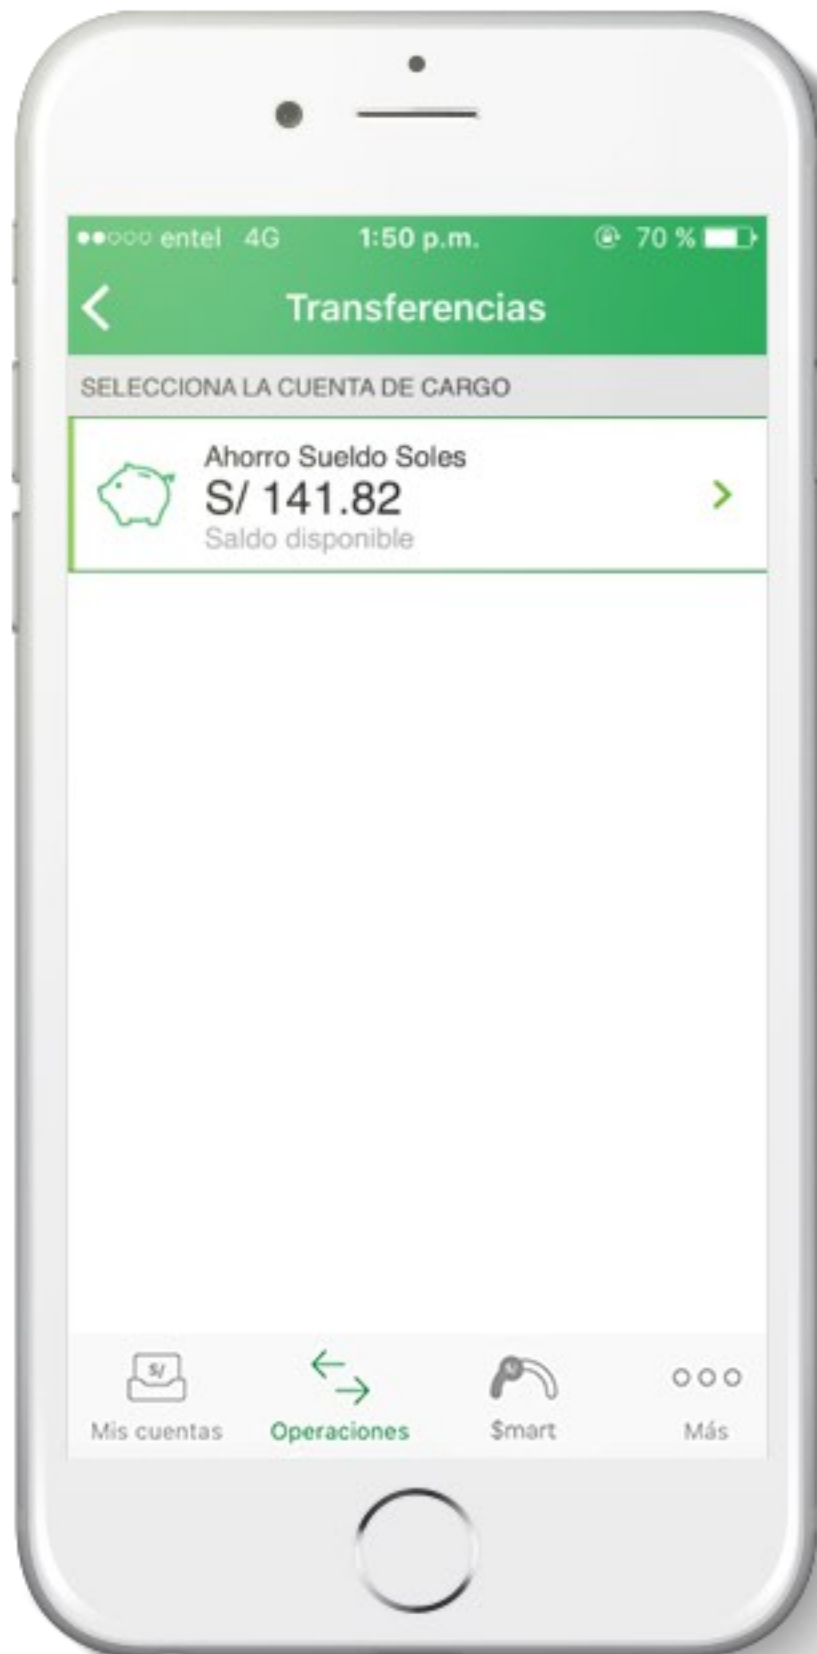 entel 4G 1:50 p.m. 70 %
Transferencias
SELECCIONA LA CUENTA DE CARGO
Ahorro Sueldo Soles
S/ 141.82
Saldo disponible
S/
Mis cuentas Operaciones $mart Más